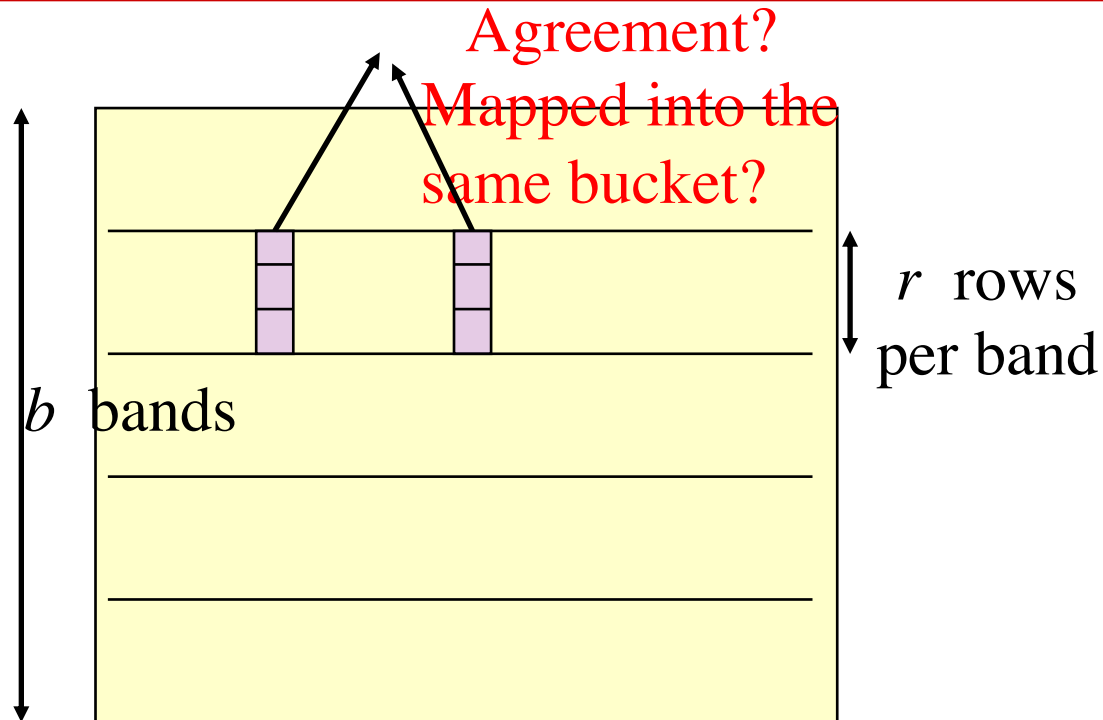 Agreement?
Mapped into the
same bucket?
r rows
per band
b bands